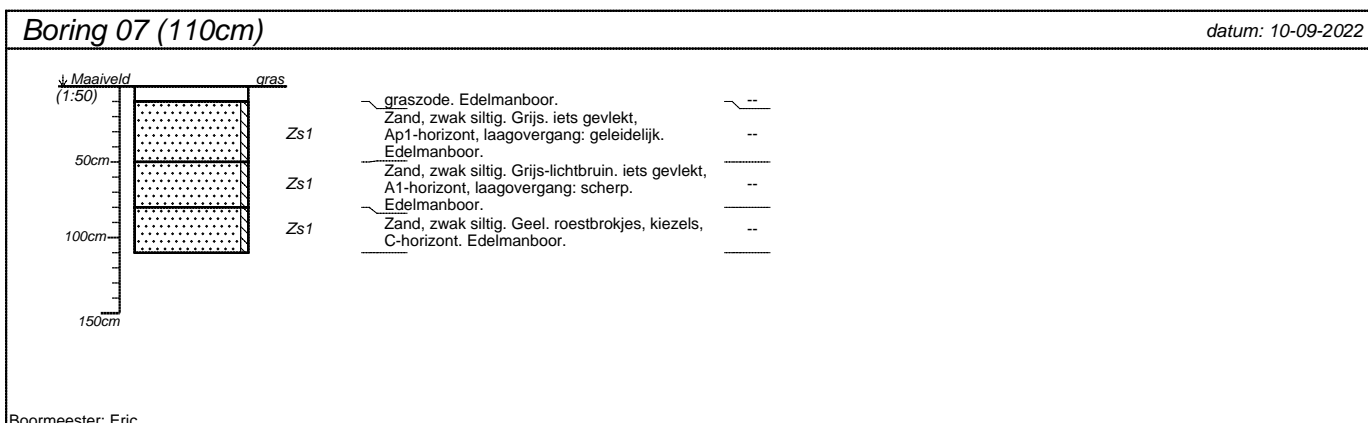 Boring 07 (110cm)
datum: 10-09-2022
Maaiveld
gras
(1:50)
graszode. Edelmanboor.
--
Zand, zwak siltig. Grijs. iets gevlekt,
Zs1
Ap1-horizont, laagovergang: geleidelijk.
--
Edelmanboor.
50cm
Zand, zwak siltig. Grijs-lichtbruin. iets gevlekt,
Zs1
A1-horizont, laagovergang: scherp.
--
Edelmanboor.
Zand, zwak siltig. Geel. roestbrokjes, kiezels,
Zs1
--
100cm
C-horizont. Edelmanboor.
150cm
Boormeester: Eric